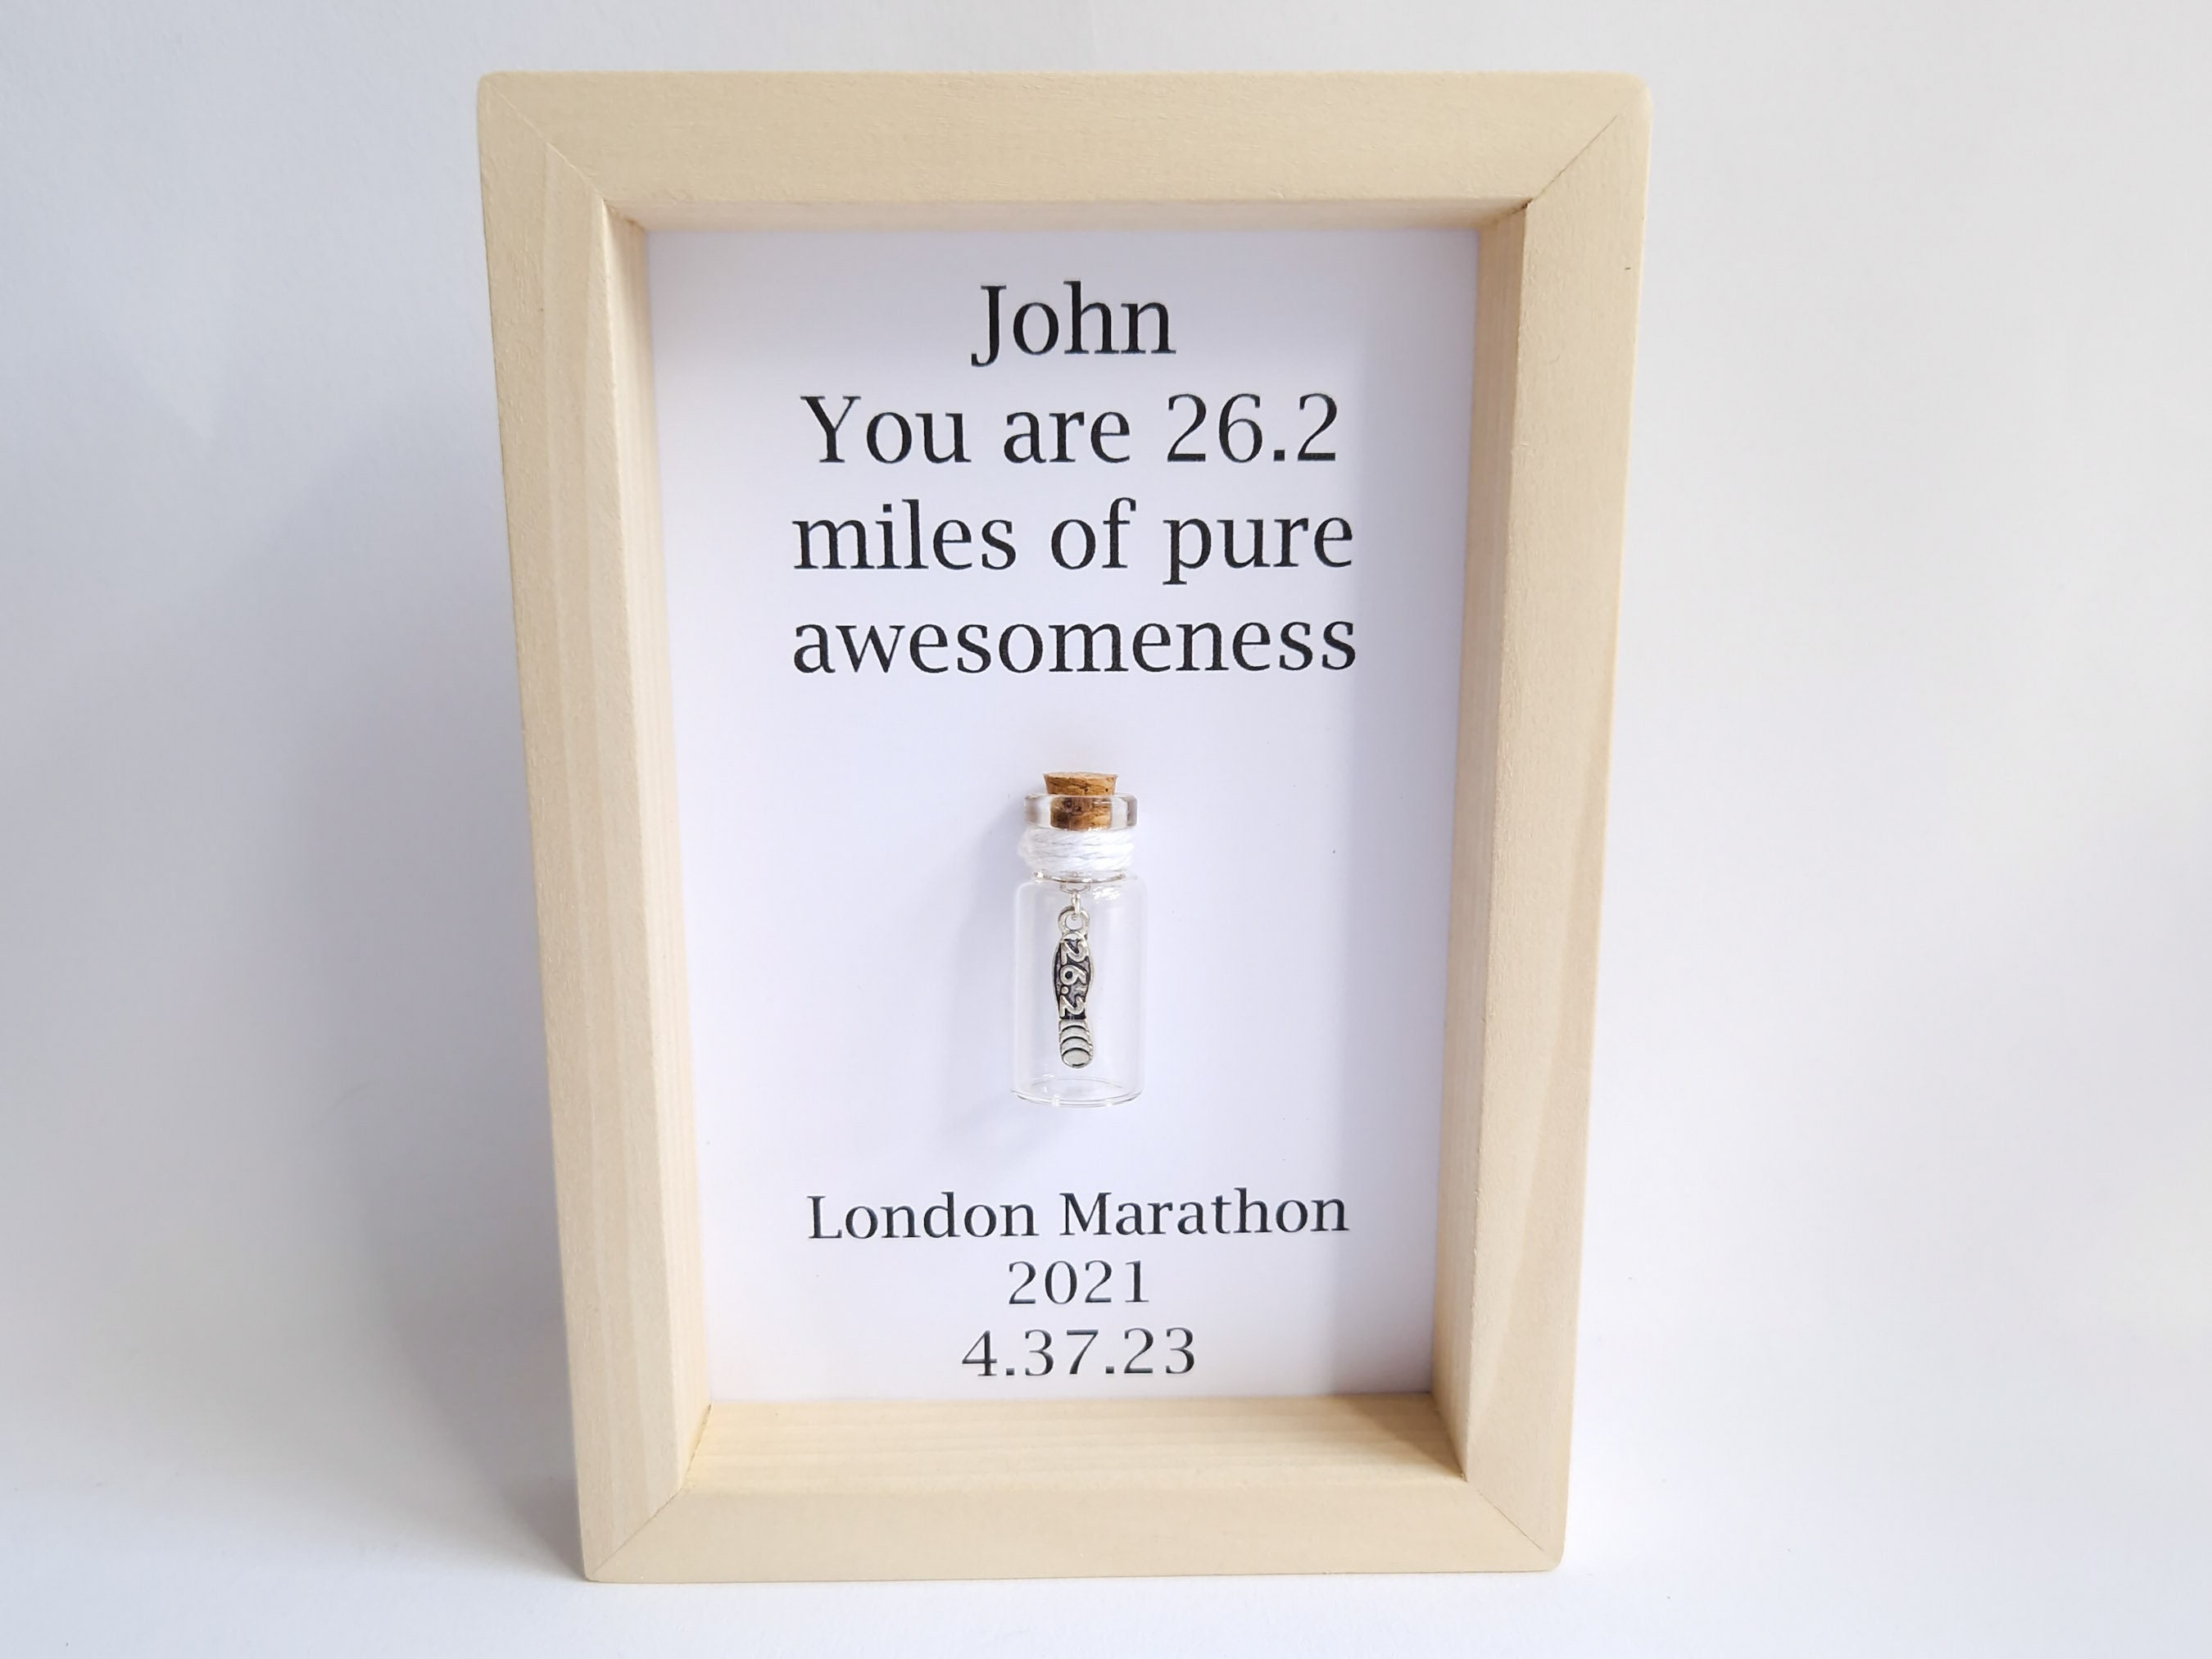 John
You are 26.2
miles of pure
awesomeness
26.2
London Marathon
2021
4.37.23